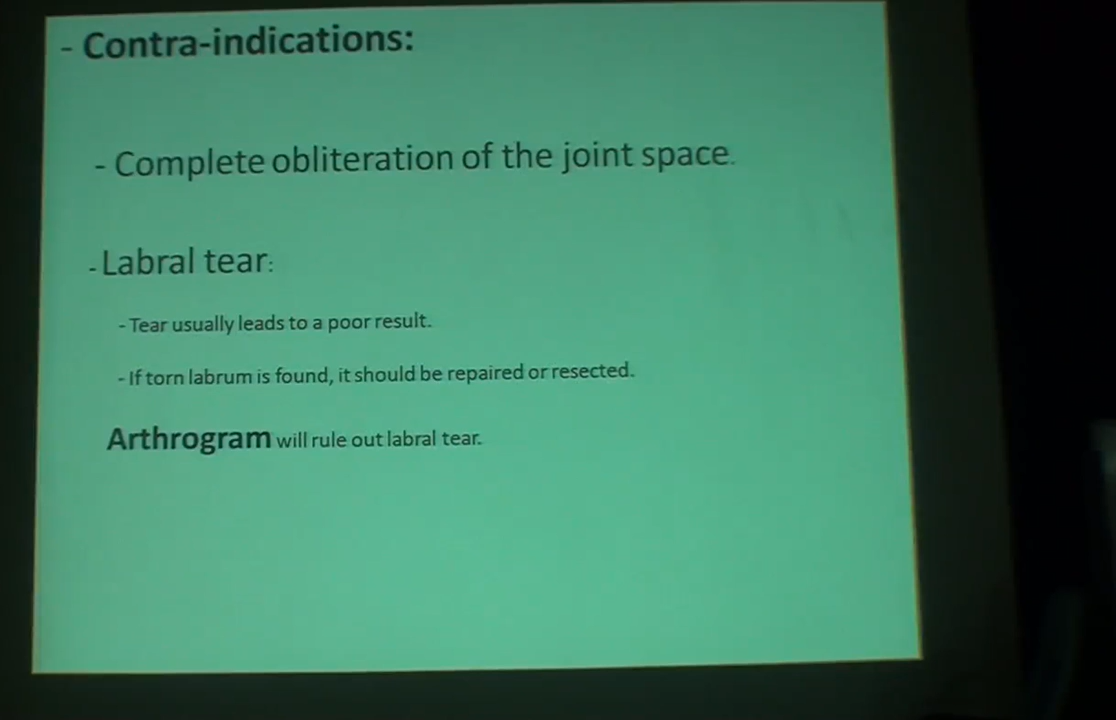 - Contra-indications:
- Complete obliteration of the joint space.
- Labral tear:
- Tear usually leads to a poor result.
- If torn labrum is found, it should be repaired or resected.
Arthrogram will rule out labral tear.